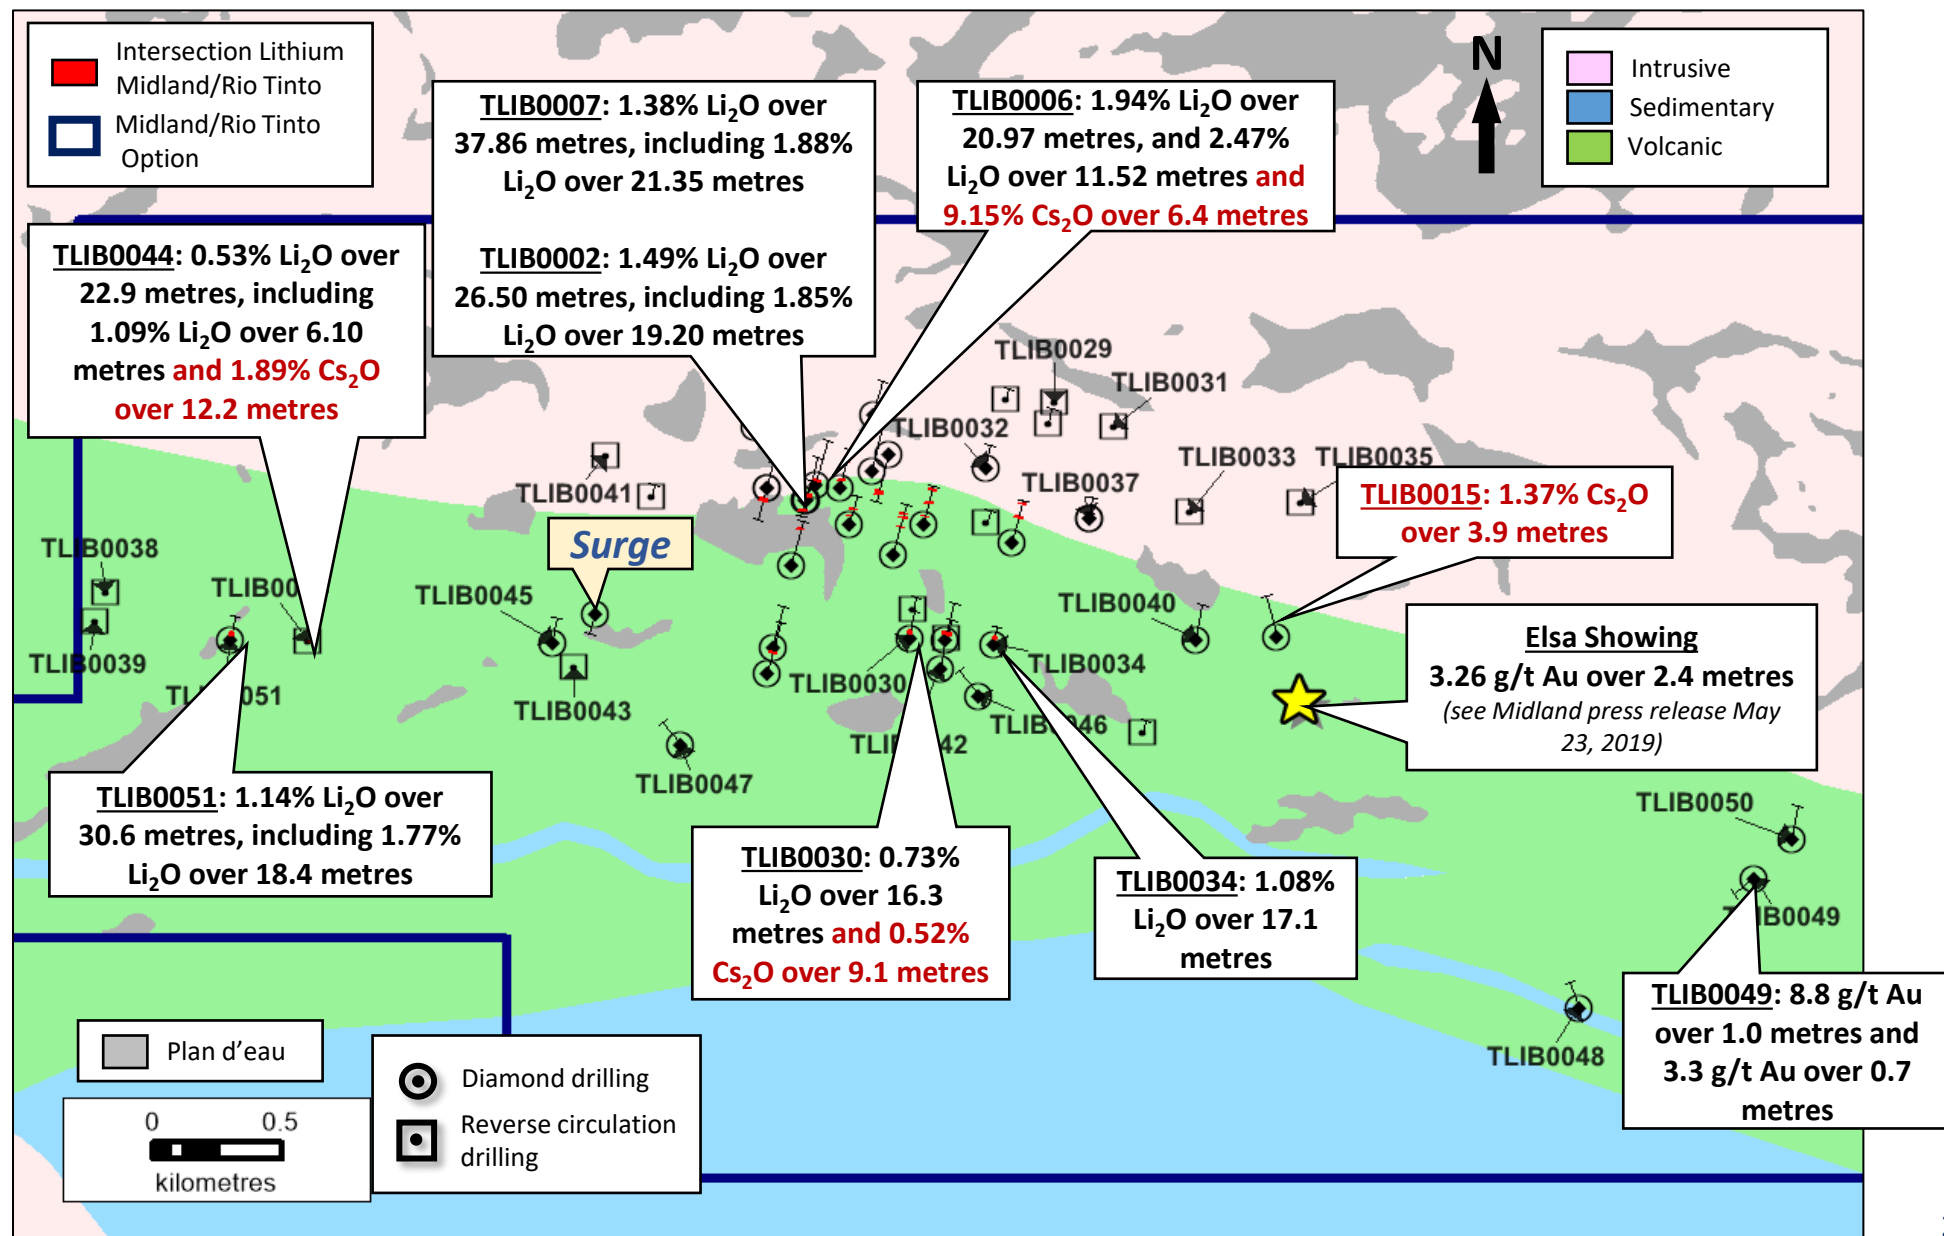 Intersection Lithium
Midland/Rio Tinto
Midland/Rio Tinto
Option
TLIB0007: 1.38% Li₂O over
37.86 metres, including 1.88%
Li₂O over 21.35 metres
TLIB0002: 1.49% Li₂O over
26.50 metres, including 1.85%
Li₂O over 19.20 metres
TLIB0006: 1.94% Li₂O over
20.97 metres, and 2.47%
Li₂O over 11.52 metres and
9.15% Cs₂O over 6.4 metres
N
Intrusive
Sedimentary
Volcanic
TLIB0044: 0.53% Li₂O over
22.9 metres, including
1.09% Li₂O over 6.10
metres and 1.89% Cs₂O
over 12.2 metres
TLIB0029
TLIB0031
TLIB0032
TLIB0033
TLIB0035
TLIB0037
TLIB0041
TLIB0015: 1.37% Cs₂O
over 3.9 metres
Surge
TLIB0038
TLIB00
TLIB0045
TLIB0040
TLIB0039
TLIB0034
TLIB0030
Elsa Showing
3.26 g/t Au over 2.4 metres
(see Midland press release May
23, 2019)
051
TLIB0043
46
42
TLIB0047
TLIB0051: 1.14% Li₂O over
30.6 metres, including 1.77%
Li₂O over 18.4 metres
TLIB0050
TLIB0030: 0.73%
Li₂O over 16.3
metres and 0.52%
Cs₂O over 9.1 metres
TLIB0034: 1.08%
Li₂O over 17.1
metres
IB0049
TLIB0049: 8.8 g/t Au
over 1.0 metres and
3.3 g/t Au over 0.7
metres
TLIB0048
Plan d'eau
Diamond drilling
Reverse circulation
drilling
0 0.5
kilometres